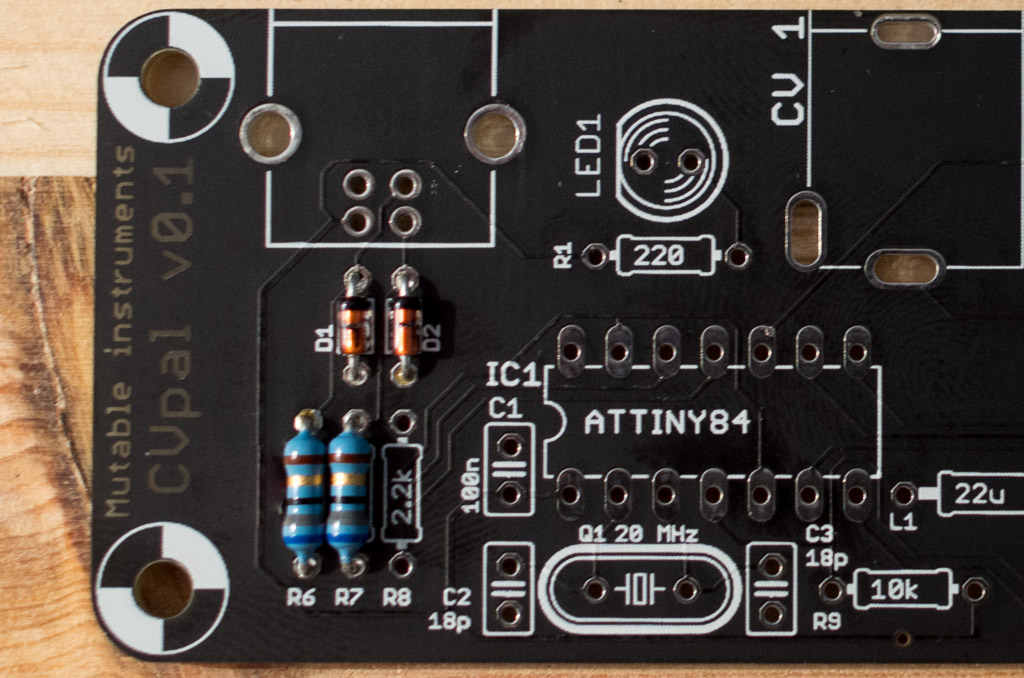 Mutable instruments
CVpal v0.1
CV 1
LED1
R1
220
D1
D2
IC1
ATTINY84
C1
100n
2.2k
R6
R7
R8
C2
18p
Q1 20 MHz
C3
18p
R9
10k
L1
22u